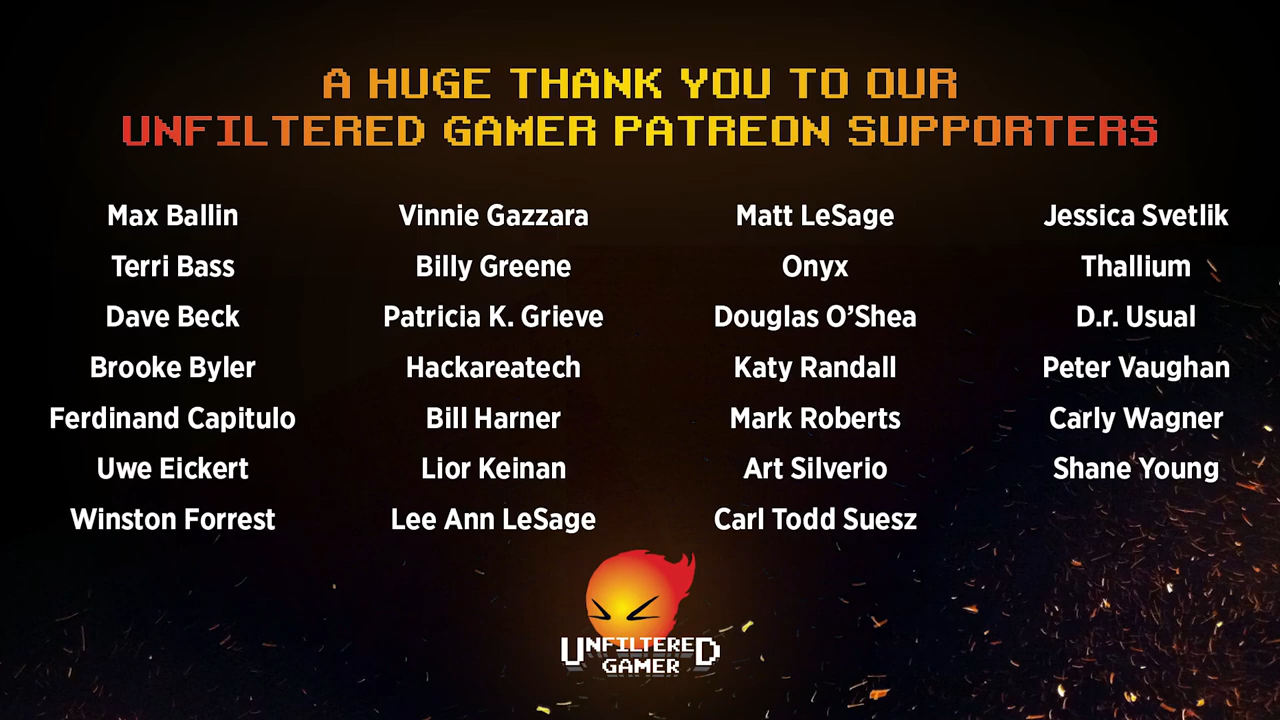 A HUGE THANK YOU TO OUR
UNFILTERED GAMER PATREON SUPPORTERS
Max Ballin
Terri Bass
Dave Beck
Brooke Byler
Ferdinand Capitulo
Uwe Eickert
Winston Forrest
Vinnie Gazzara
Billy Greene
Patricia K. Grieve
Hackareatech
Bill Harner
Lior Keinan
Lee Ann LeSage
Matt LeSage
Onyx
Douglas O’Shea
Katy Randall
Mark Roberts
Art Silverio
Carl Todd Suesz
Jessica Svetlik
Thallium
D.r. Usual
Peter Vaughan
Carly Wagner
Shane Young
UNFILTERED
GAMER